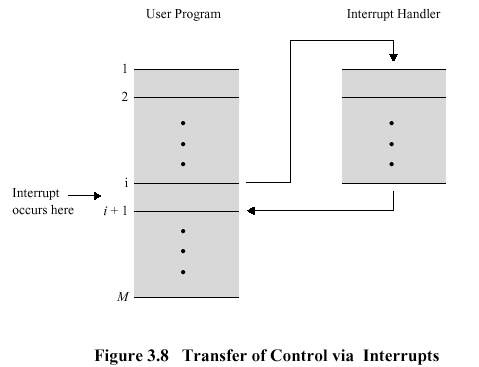 User Program
Interrupt Handler
1
2
i
Interrupt
occurs here
i + 1
M
Figure 3.8 Transfer of Control via Interrupts